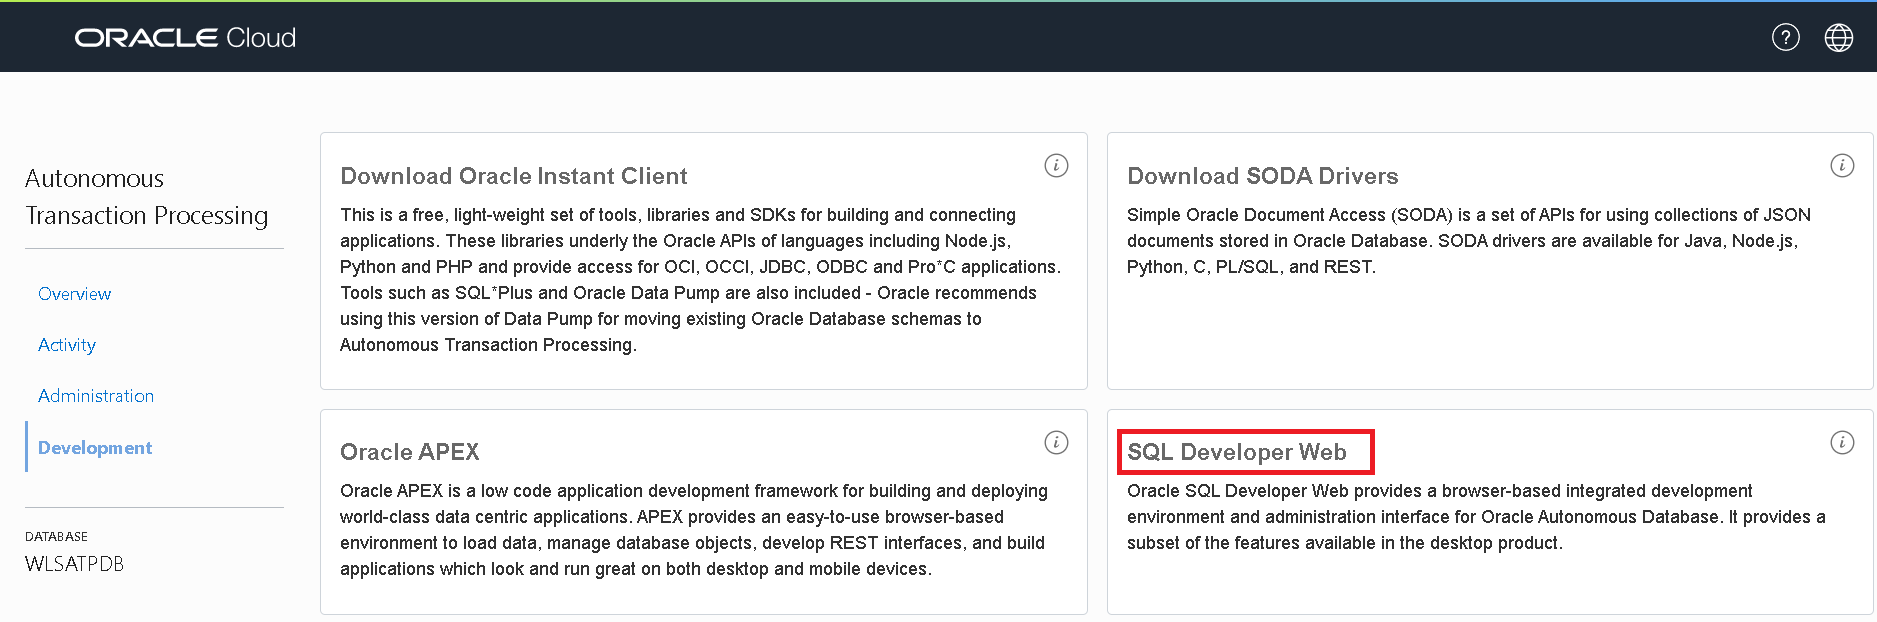 ORACLE Cloud
?
Autonomous
Transaction Processing
Overview
Activity
Administration
Development
DATABASE
WLSATPDB
Download Oracle Instant Client
i
This is a free, light-weight set of tools, libraries and SDKs for building and connecting
applications. These libraries underly the Oracle APIs of languages including Node.js,
Python and PHP and provide access for OCI, OCCI, JDBC, ODBC and Pro*C applications.
Tools such as SQL*Plus and Oracle Data Pump are also included - Oracle recommends
using this version of Data Pump for moving existing Oracle Database schemas to
Autonomous Transaction Processing.
Download SODA Drivers
i
Simple Oracle Document Access (SODA) is a set of APIs for using collections of JSON
documents stored in Oracle Database. SODA drivers are available for Java, Node.js,
Python, C, PL/SQL, and REST.
Oracle APEX
i
Oracle APEX is a low code application development framework for building and deploying
world-class data centric applications. APEX provides an easy-to-use browser-based
environment to load data, manage database objects, develop REST interfaces, and build
applications which look and run great on both desktop and mobile devices.
SQL Developer Web
i
Oracle SQL Developer Web provides a browser-based integrated development
environment and administration interface for Oracle Autonomous Database. It provides a
subset of the features available in the desktop product.